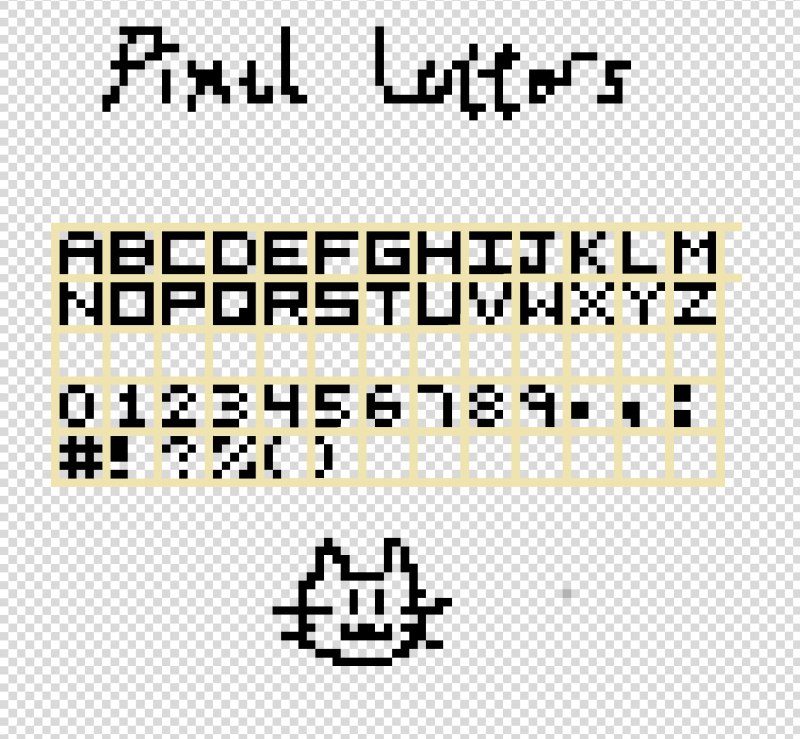 Pixel Letters
ABCDEFGHIJKLM
NOPQRSTUVWXYZ
0123456789.,:
#!?%()